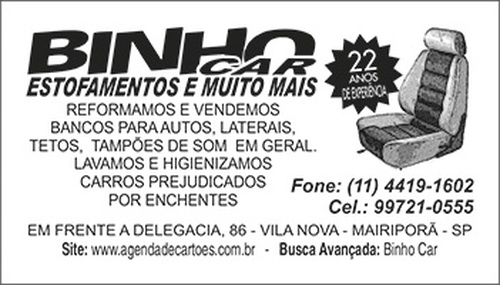 BINHO
CAR
ESTOFAMENTOS E MUITO MAIS
22
ANOS
DE EXPERIÊNCIA
REFORMAMOS E VENDEMOS
BANCOS PARA AUTOS, LATERAIS,
TETOS, TAMPÕES DE SOM EM GERAL.
LAVAMOS E HIGIENIZAMOS
CARROS PREJUDICADOS
POR ENCHENTES
Fone: (11) 4419-1602
Cel.: 99721-0555
EM FRENTE A DELEGACIA, 86 - VILA NOVA - MAIRIPORÃ - SP
Site: www.agendadecartoes.com.br - Busca Avançada: Binho Car